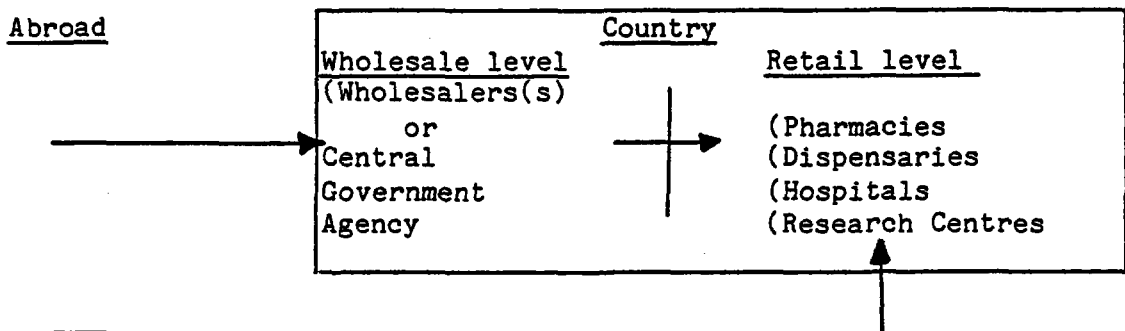 Abroad
Country
Wholesale level
(Wholesalers(s)
or
Central
Government
Agency
Retail level
(Pharmacies
(Dispensaries
(Hospitals
(Research Centres